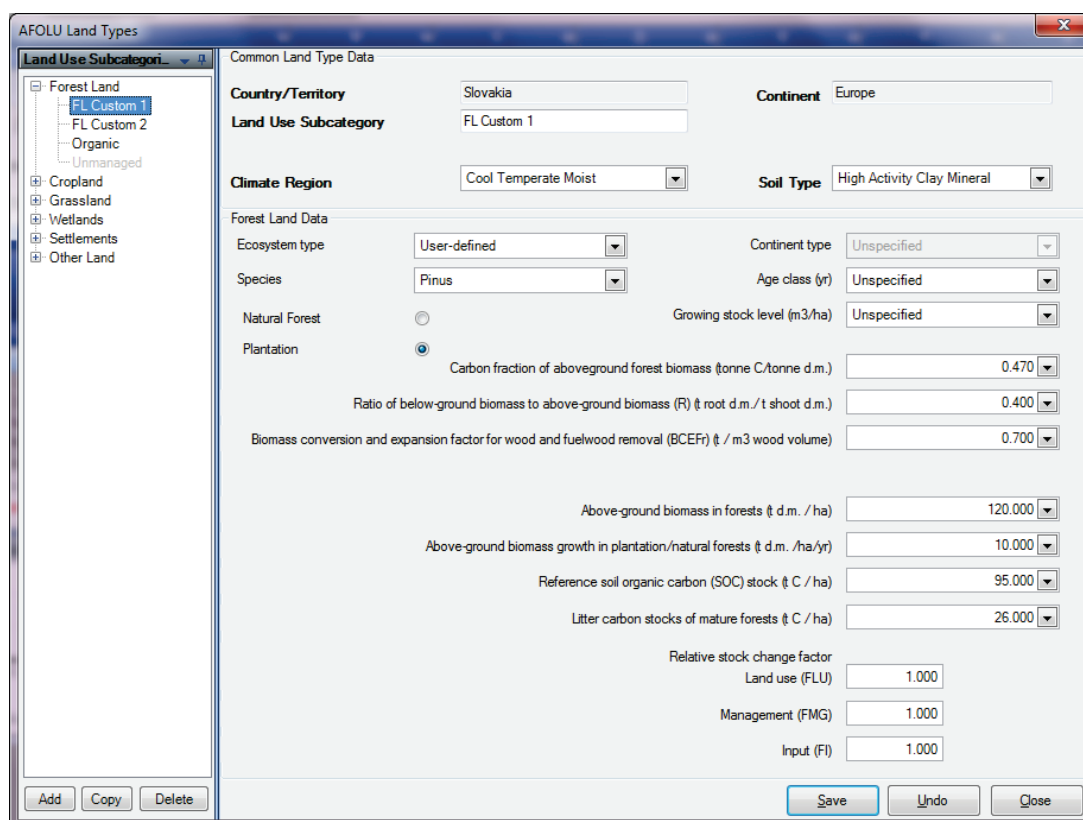 AFOLU Land Types
Land Use Subcategori...
Forest Land
FL Custom 1
FL Custom 2
Organic
Unmanaged
Cropland
Grassland
Wetlands
Settlements
Other Land
Add Copy Delete
Common Land Type Data
Country/Territory Slovakia Continent Europe
Land Use Subcategory FL Custom 1
Climate Region Cool Temperate Moist Soil Type High Activity Clay Mineral
Forest Land Data
Ecosystem type User-defined Continent type Unspecified
Species Pinus Age class (yr) Unspecified
Natural Forest Growing stock level (m3/ha) Unspecified
Plantation
Carbon fraction of aboveground forest biomass (tonne C/tonne d.m.) 0.470
Ratio of below-ground biomass to above-ground biomass (R) (t root d.m./ t shoot d.m.) 0.400
Biomass conversion and expansion factor for wood and fuelwood removal (BCEFr) (t / m3 wood volume) 0.700
Above-ground biomass in forests (t d.m. / ha) 120.000
Above-ground biomass growth in plantation/natural forests (t d.m. /ha/yr) 10.000
Reference soil organic carbon (SOC) stock (t C / ha) 95.000
Litter carbon stocks of mature forests (t C / ha) 26.000
Relative stock change factor
Land use (FLU) 1.000
Management (FMG) 1.000
Input (FI) 1.000
Save Undo Close